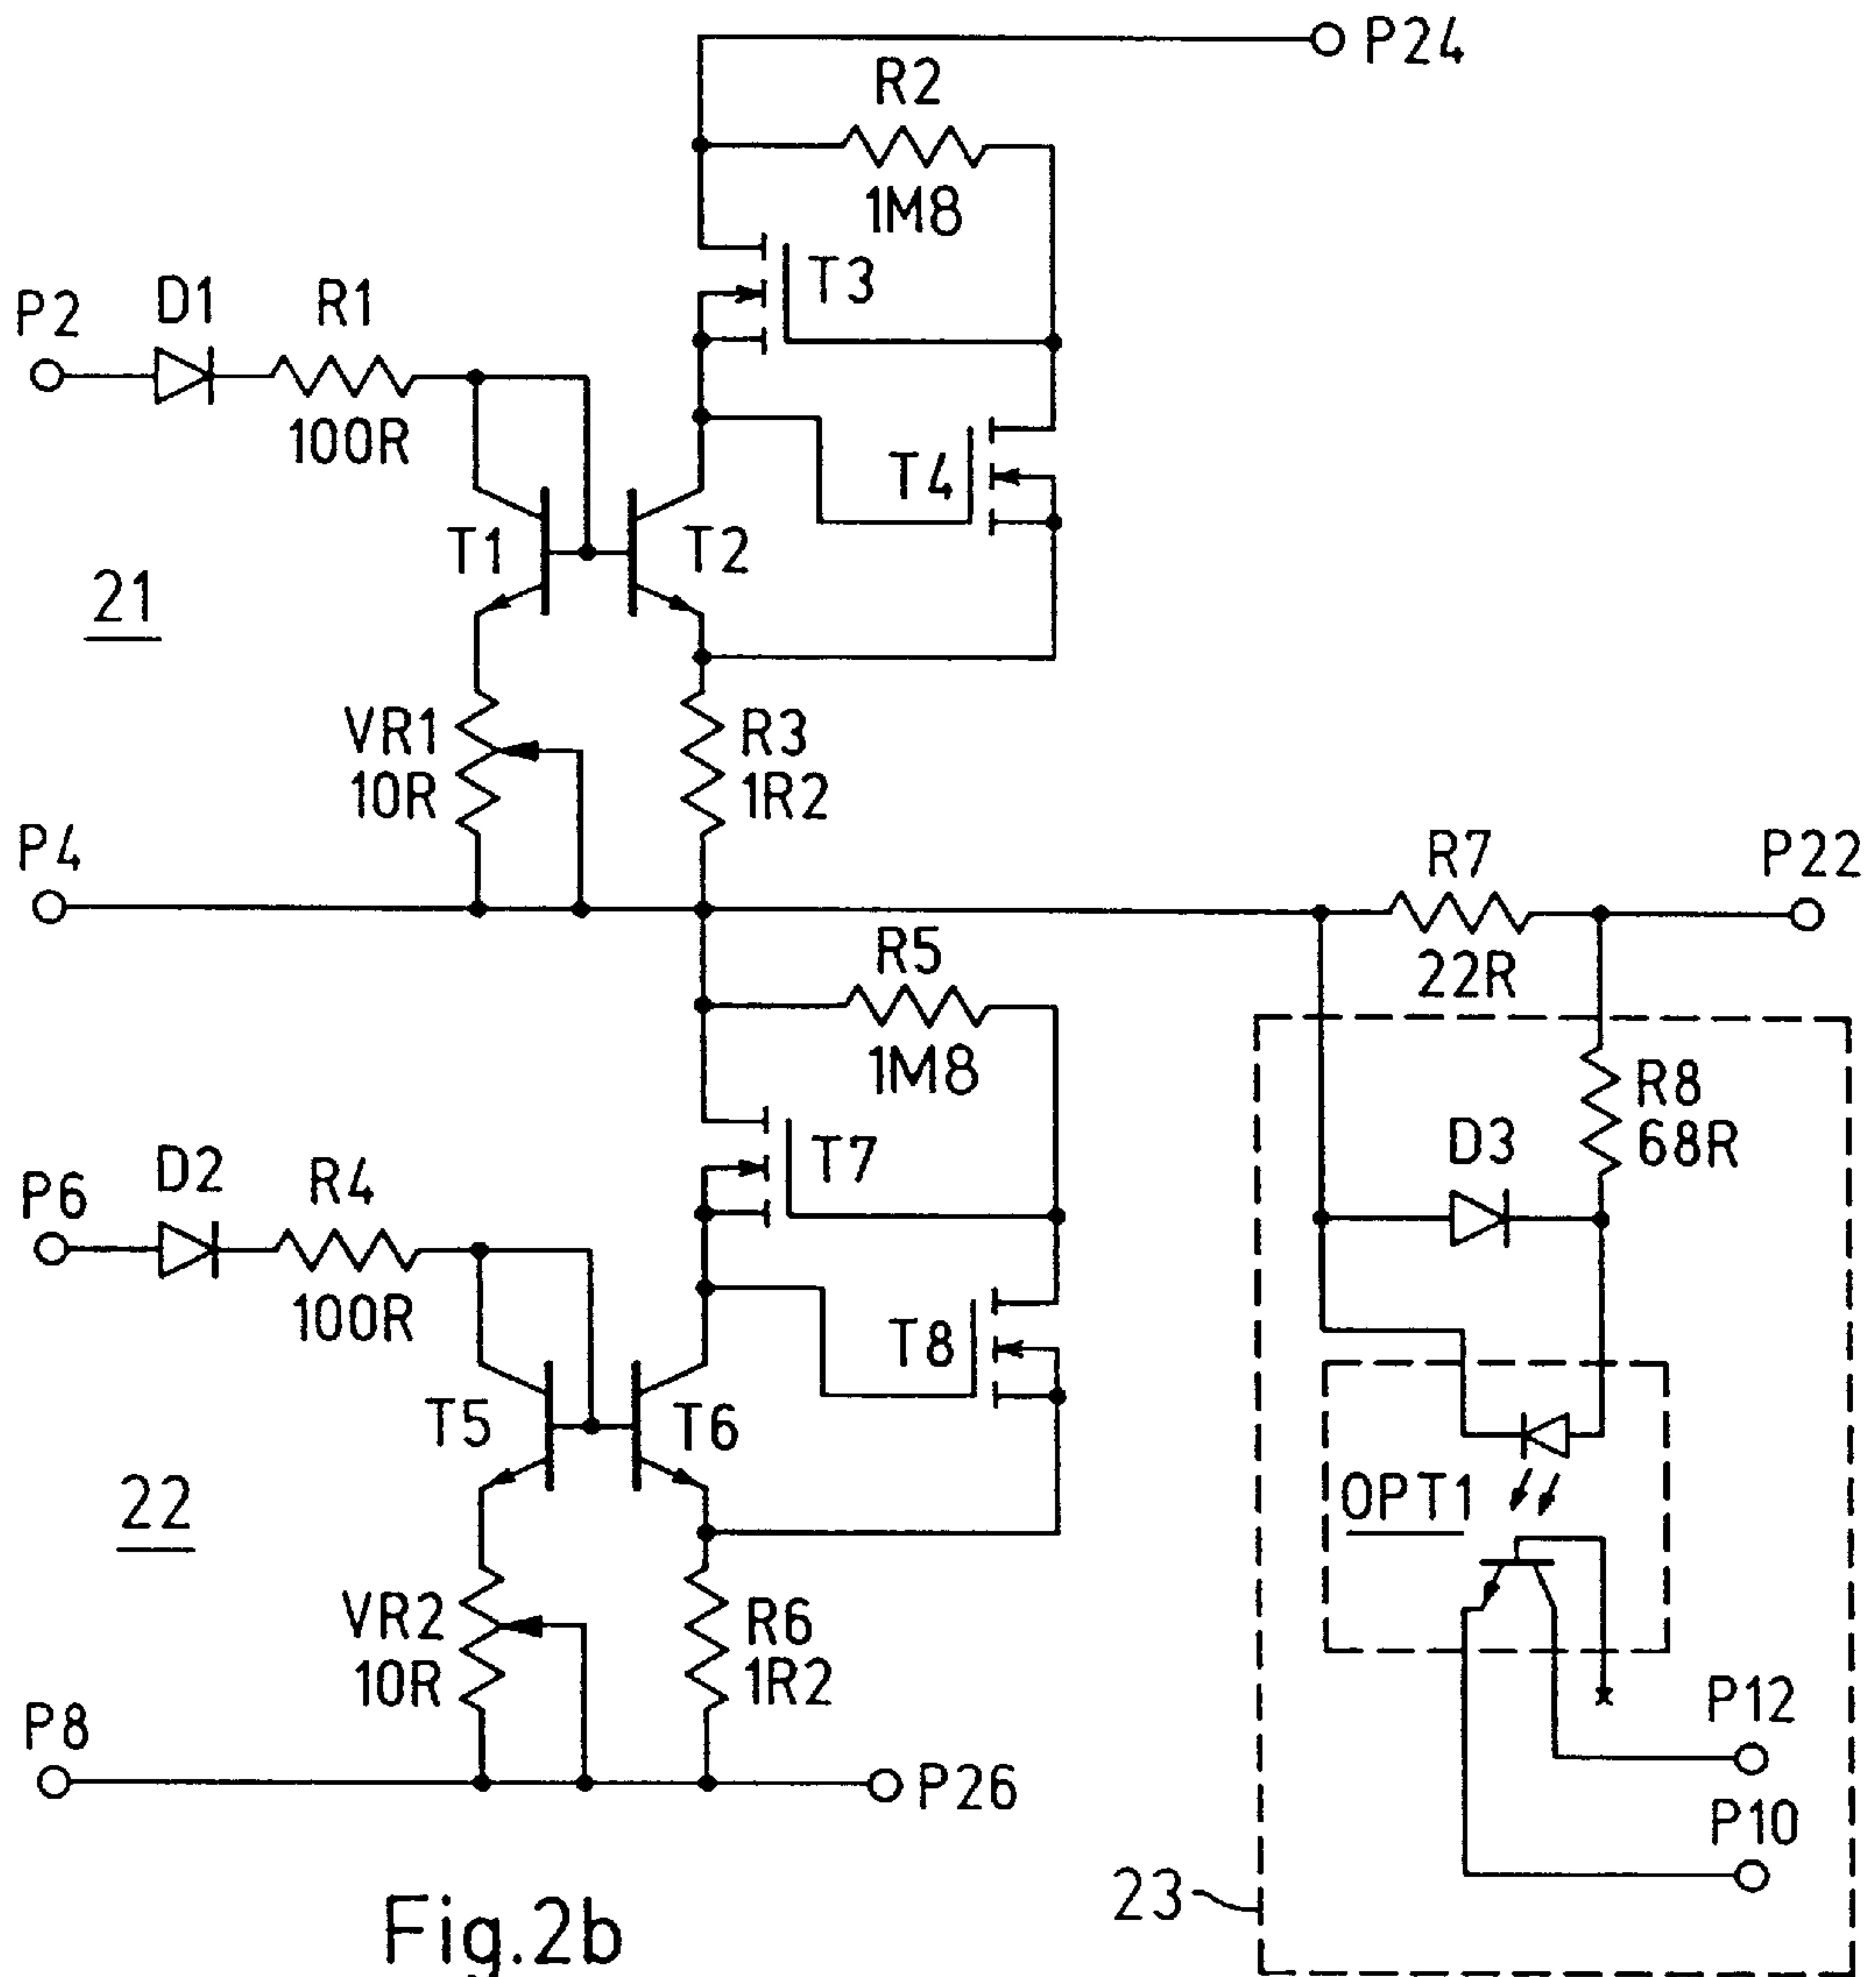 P24
R2
1M8
T3
P2
D1
R1
100R
T4
T1
T2
21
VR1
10R
R3
1R2
P4
R7
22R
P22
R5
1M8
R8
68R
D3
T7
P6
D2
R4
100R
T8
T5
T6
22
OPT1
VR2
10R
R6
1R2
P8
P26
P12
P10
23
Fig.2b